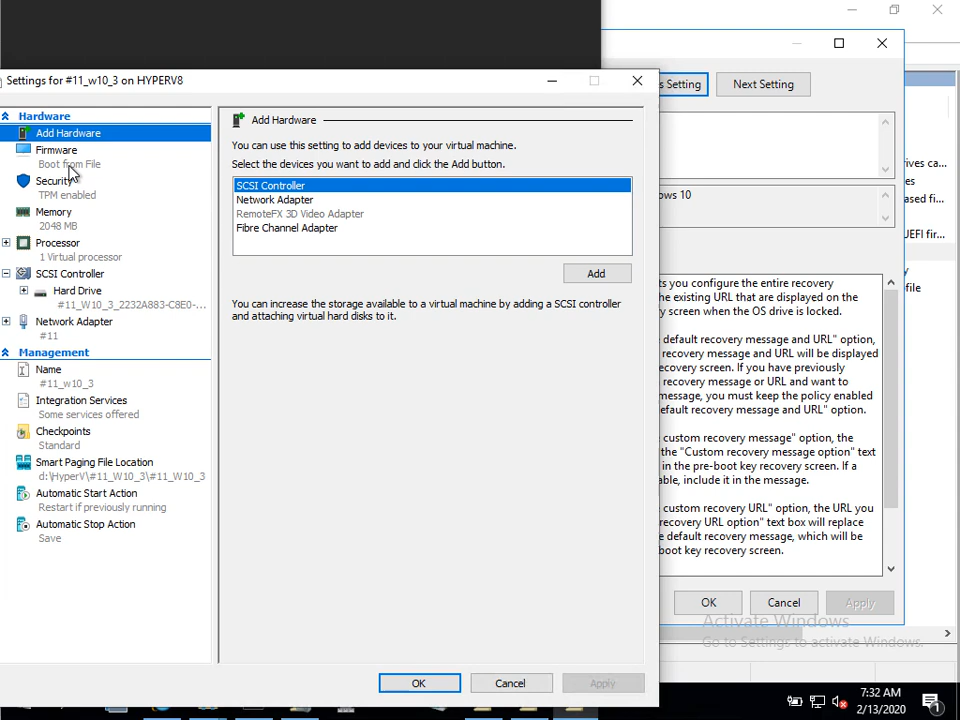 Settings for #11_w10_3 on HYPERV8
Hardware
Add Hardware
Firmware
Boot from File
Security
TPM enabled
Memory
2048 MB
Processor
1 Virtual processor
SCSI Controller
Hard Drive
#11_W10_3_2232A883-C8E0-...
Network Adapter
#11
Management
Name
#11_w10_3
Integration Services
Some services offered
Checkpoints
Standard
Smart Paging File Location
d:\HyperV\#11_W10_3\#11_W10_3
Automatic Start Action
Restart if previously running
Automatic Stop Action
Save
Add Hardware
You can use this setting to add devices to your virtual machine.
Select the devices you want to add and click the Add button.
SCSI Controller
Network Adapter
RemoteFX 3D Video Adapter
Fibre Channel Adapter
Add
You can increase the storage available to a virtual machine by adding a SCSI controller
and attaching virtual hard disks to it.
OK
Cancel
Apply
s Setting
Next Setting
ows 10
ts you configure the entire recovery
the existing URL that are displayed on the
y screen when the OS drive is locked.
default recovery message and URL" option,
recovery message and URL will be displayed
ecovery screen. If you have previously
recovery message or URL and want to
message, you must keep the policy enabled
efault recovery message and URL" option.
custom recovery message" option, the
the "Custom recovery message option" text
in the pre-boot key recovery screen. If a
able, include it in the message.
custom recovery URL" option, the URL you
recovery URL option" text box will replace
e default recovery message, which will be
boot key recovery screen.
OK
Cancel
Apply
rives ca...
es
ased fi...
UEFI fir...
y
file
Activate Windows
Go to Settings to activate Windows.
7:32 AM
2/13/2020
1